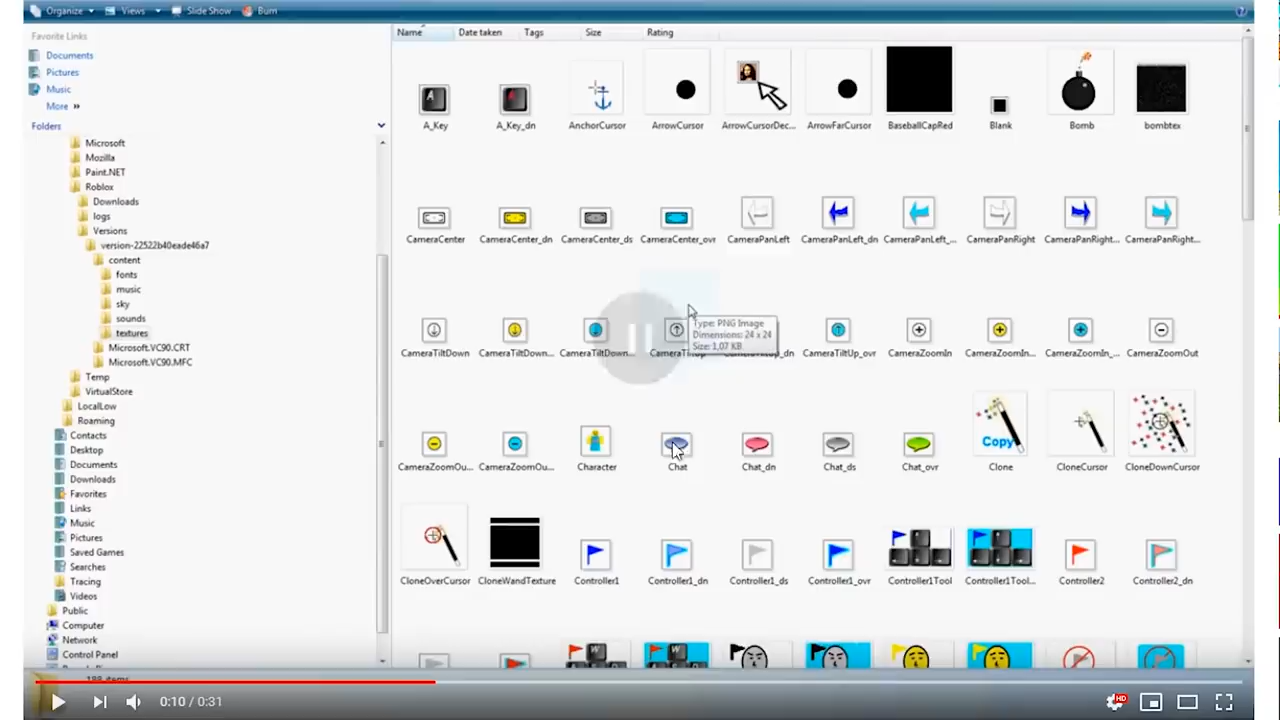 Organize Views Slide Show Burn
Favorite Links
Documents
Pictures
Music
More »
Folders
Microsoft
Mozilla
Paint.NET
Roblox
Downloads
logs
Versions
version-22522b40eade46a7
content
fonts
music
sky
sounds
textures
Microsoft.VC90.CRT
Microsoft.VC90.MFC
Temp
VirtualStore
LocalLow
Roaming
Contacts
Desktop
Documents
Downloads
Favorites
Links
Music
Pictures
Saved Games
Searches
Tracing
Videos
Public
Computer
Network
Control Panel
Name Date taken Tags Size Rating
A_Key A_Key_dn AnchorCursor ArrowCursor ArrowCursorDec... ArrowFarCursor BaseballCapRed Blank Bomb bombtex
CameraCenter CameraCenter_dn CameraCenter_ds CameraCenter_ovr CameraPanLeft CameraPanLeft_dn CameraPanLeft_... CameraPanRight CameraPanRight... CameraPanRight...
Type: PNG Image
Dimensions: 24 x 24
Size: 1,07 KB
CameraTiltDown CameraTiltDown... CameraTiltDown... CameraTiltUp CameraTiltUp_dn CameraTiltUp_ovr CameraZoomIn CameraZoomIn... CameraZoomIn_... CameraZoomOut
Copy
CameraZoomOu... CameraZoomOu... Character Chat Chat_dn Chat_ds Chat_ovr Clone CloneCursor CloneDownCursor
CloneOverCursor CloneWandTexture Controller1 Controller1_dn Controller1_ds Controller1_ovr Controller1Tool Controller1Tool... Controller2 Controller2_dn
188 items
0:10 / 0:31
HD